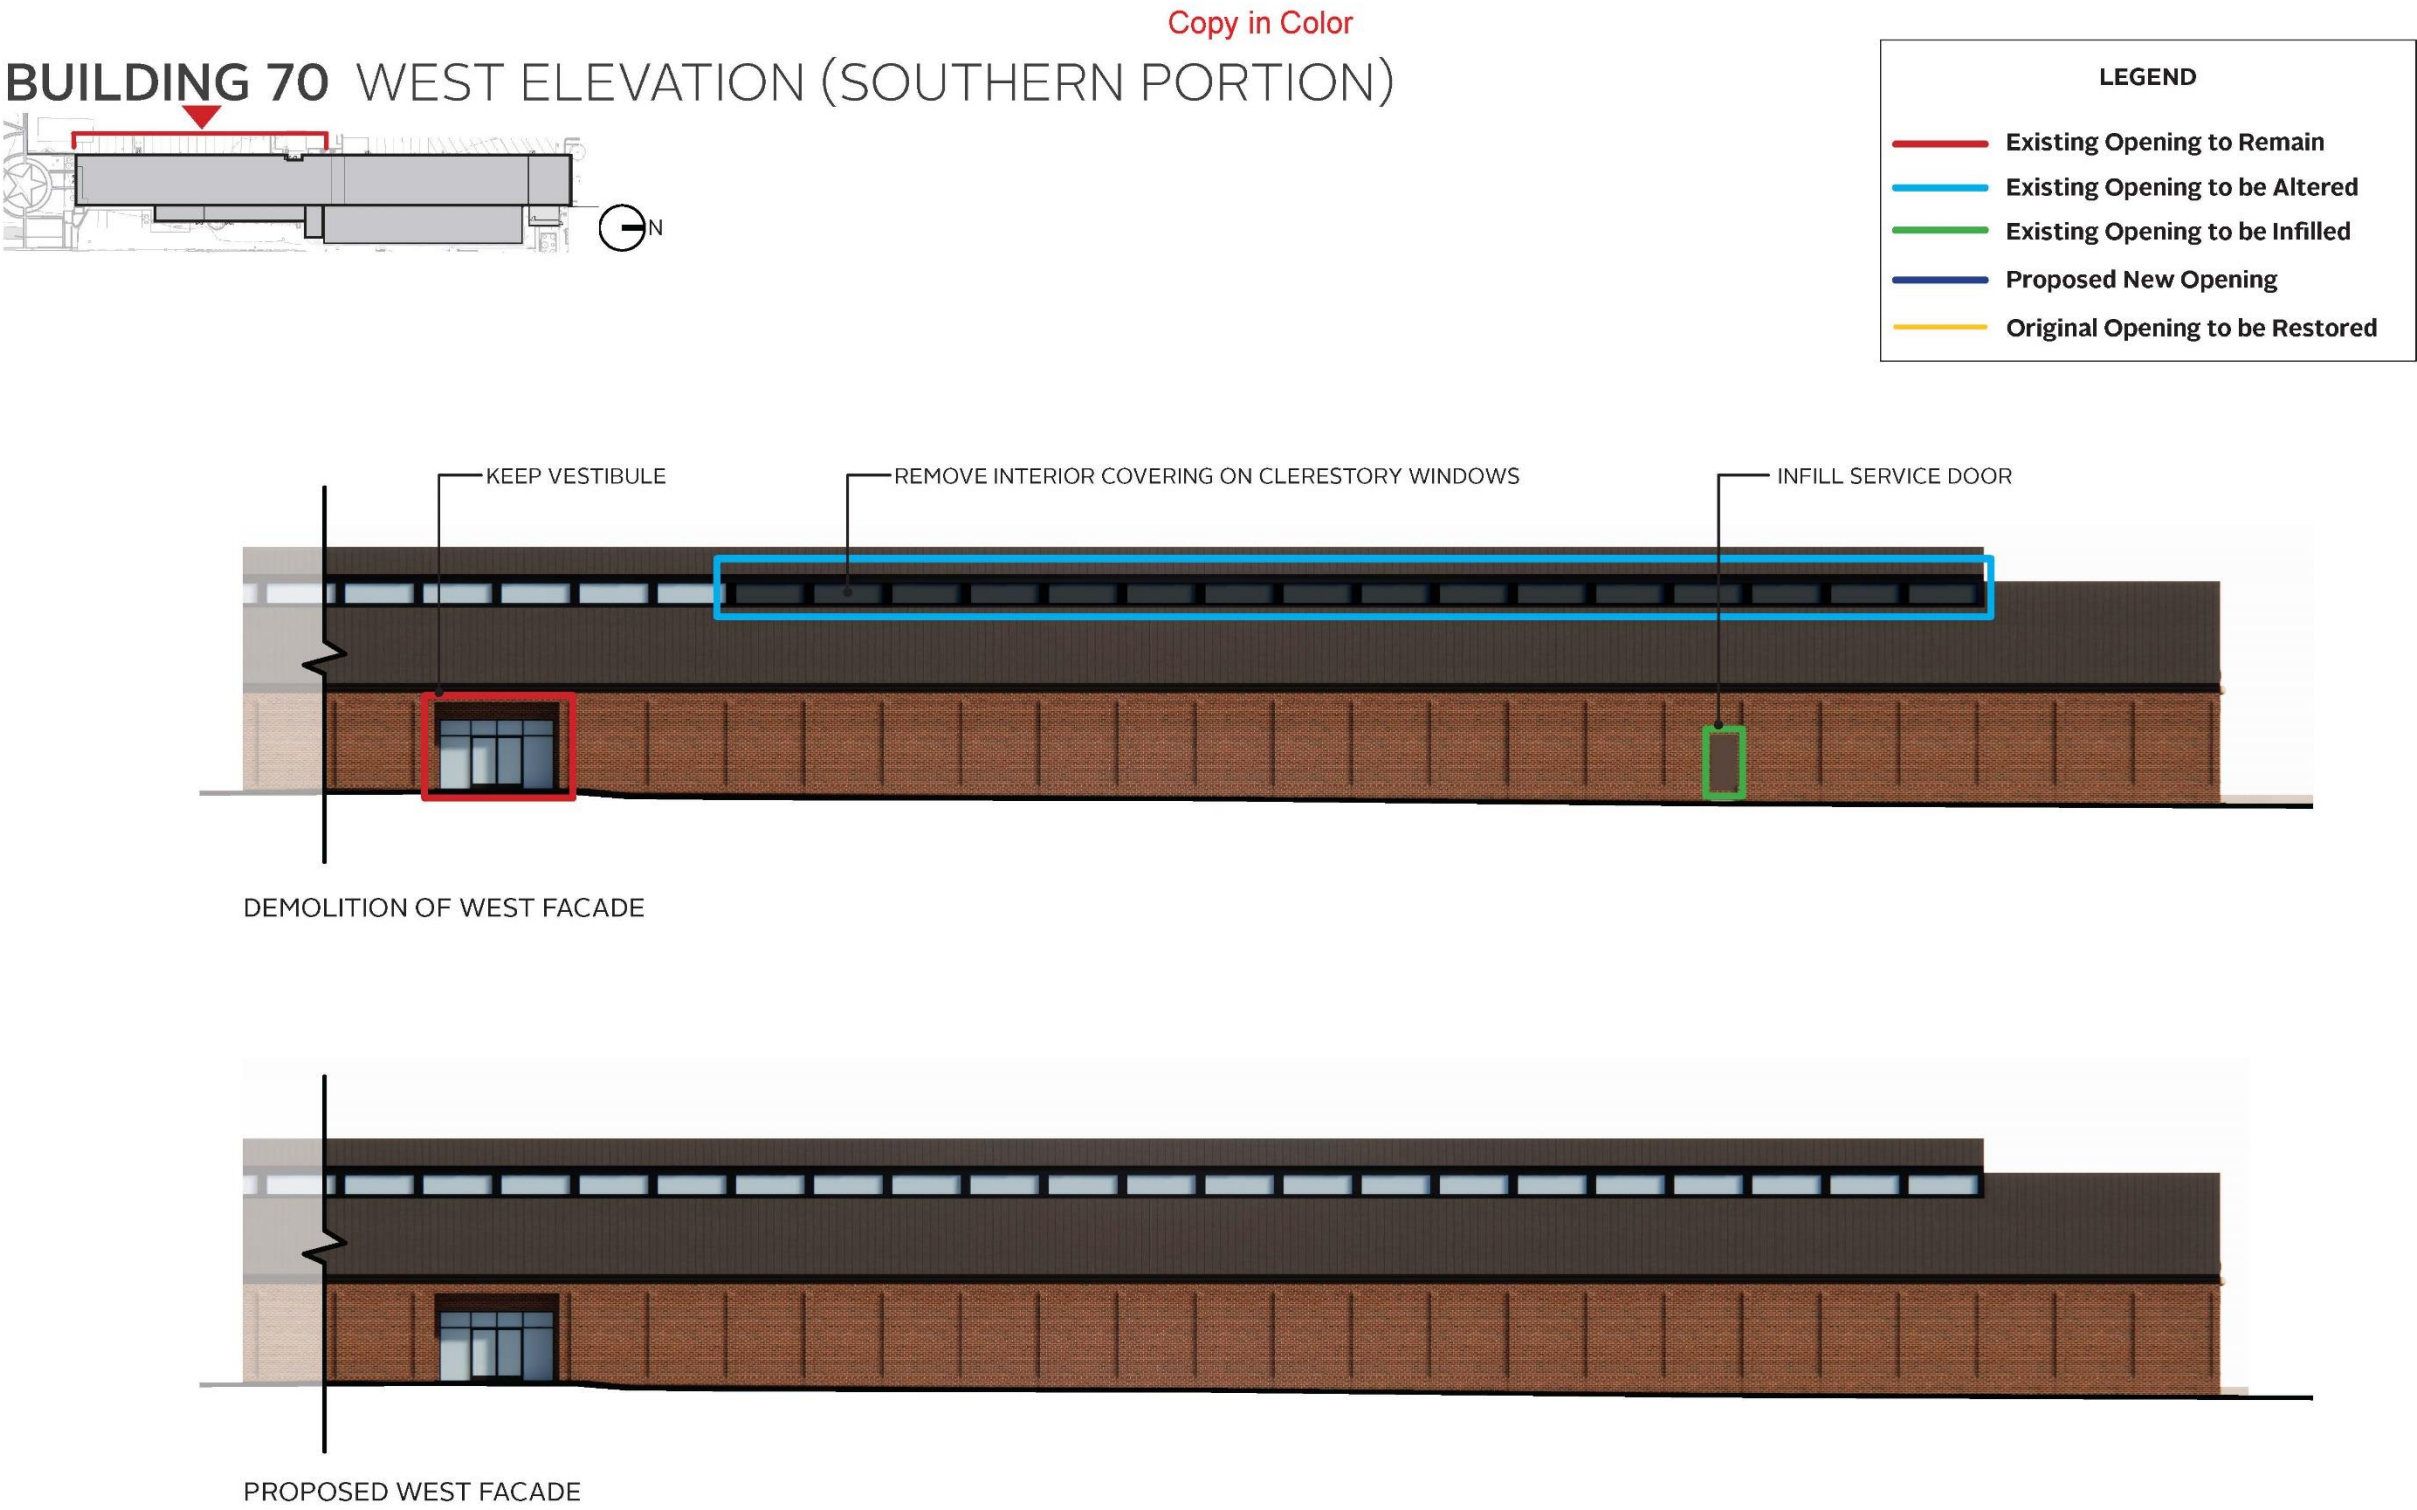 Copy in Color
BUILDING 70 WEST ELEVATION (SOUTHERN PORTION)
N
LEGEND
Existing Opening to Remain
Existing Opening to be Altered
Existing Opening to be Infilled
Proposed New Opening
Original Opening to be Restored
KEEP VESTIBULE
REMOVE INTERIOR COVERING ON CLERESTORY WINDOWS
INFILL SERVICE DOOR
DEMOLITION OF WEST FACADE
PROPOSED WEST FACADE